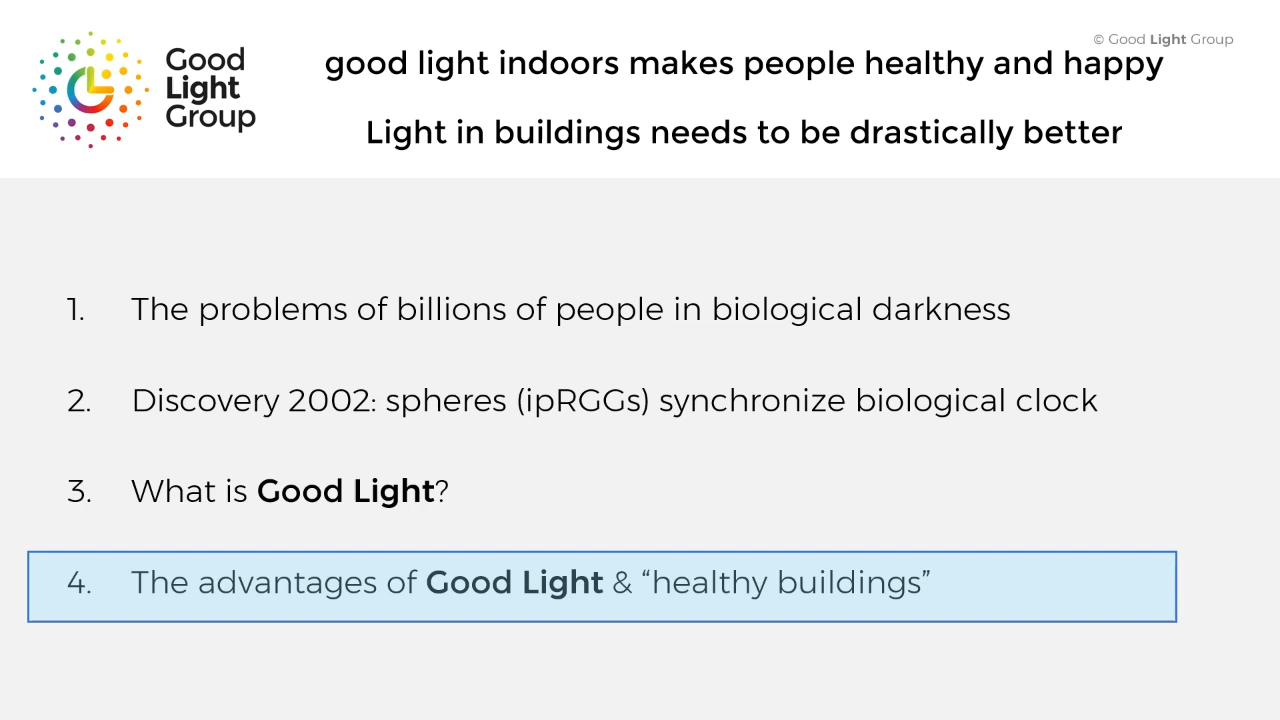 Good
Light
Group
© Good Light Group
good light indoors makes people healthy and happy
Light in buildings needs to be drastically better
1. The problems of billions of people in biological darkness
2. Discovery 2002: spheres (ipRGGs) synchronize biological clock
3. What is Good Light?
4. The advantages of Good Light & “healthy buildings”